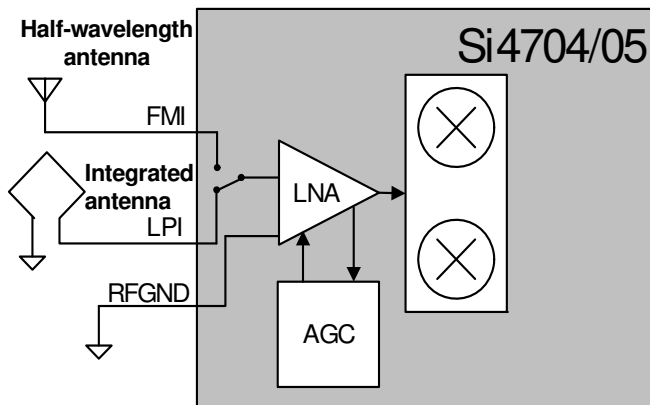 Half-wavelength
antenna
Si4704/05
FMI
Integrated
antenna
LNA
LPI
RFGND
AGC